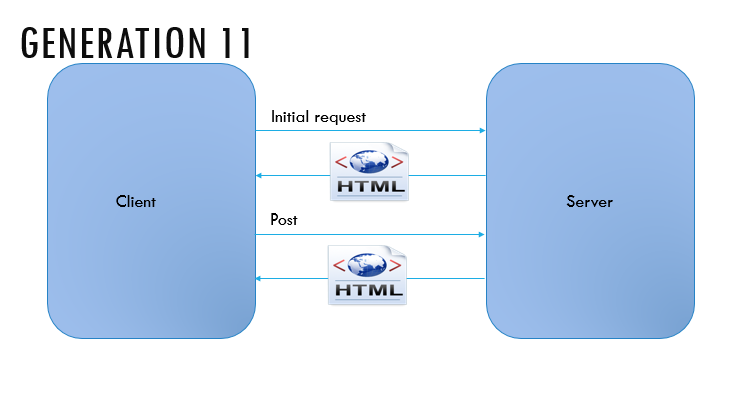 GENERATION 11
Initial request
< >
HTML
Client
Server
Post
< >
HTML